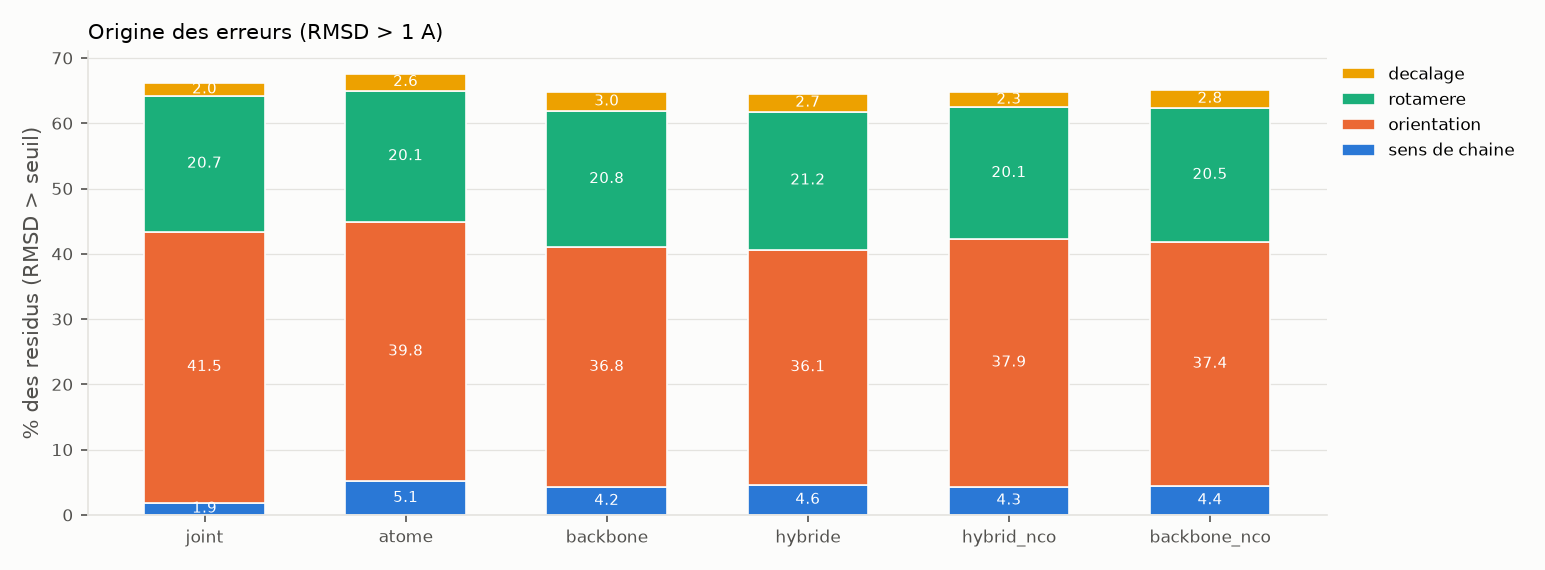 Origine des erreurs (RMSD > 1 A)
% des residus (RMSD > seuil)
70
60
50
40
30
20
10
0
2.0
2.6
3.0
2.7
2.3
2.8
20.7
20.1
20.8
21.2
20.1
20.5
41.5
39.8
36.8
36.1
37.9
37.4
1.9
5.1
4.2
4.6
4.3
4.4
joint
atome
backbone
hybride
hybrid_nco
backbone_nco
decalage
rotamere
orientation
sens de chaine